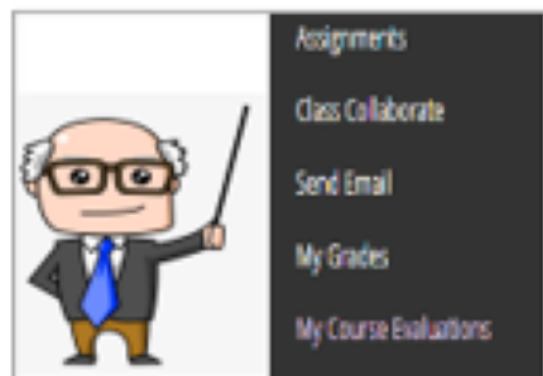 Assignments
Class Collaborate
Send Email
My Grades
My Course Evaluations